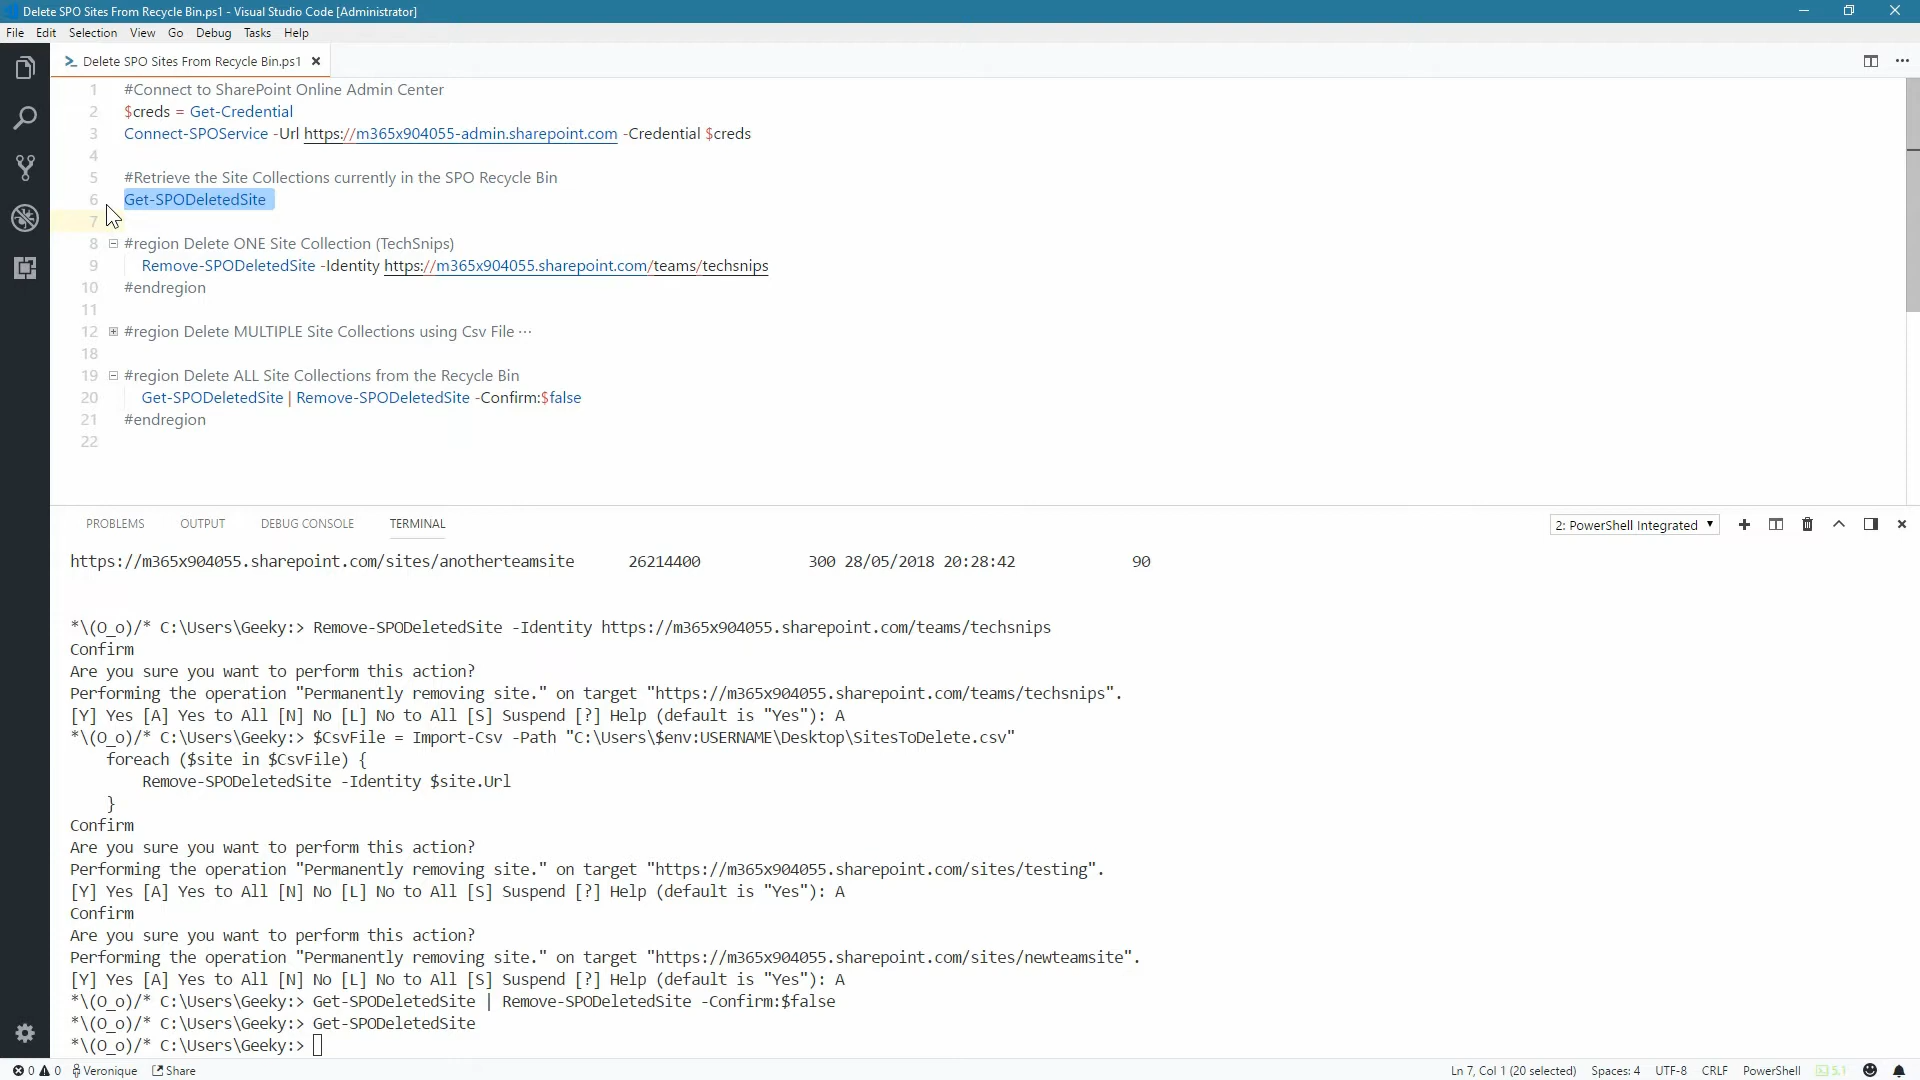 Delete SPO Sites From Recycle Bin.ps1 - Visual Studio Code [Administrator]
File Edit Selection View Go Debug Tasks Help
Delete SPO Sites From Recycle Bin.ps1
1 #Connect to SharePoint Online Admin Center
2 $creds = Get-Credential
3 Connect-SPOService -Url https://m365x904055-admin.sharepoint.com -Credential $creds
4
5 #Retrieve the Site Collections currently in the SPO Recycle Bin
6 Get-SPODeletedSite
7
8 #region Delete ONE Site Collection (TechSnips)
9 Remove-SPODeletedSite -Identity https://m365x904055.sharepoint.com/teams/techsnips
10 #endregion
11
12 #region Delete MULTIPLE Site Collections using Csv File ···
18
19 #region Delete ALL Site Collections from the Recycle Bin
20 Get-SPODeletedSite | Remove-SPODeletedSite -Confirm:$false
21 #endregion
22
PROBLEMS OUTPUT DEBUG CONSOLE TERMINAL 2: PowerShell Integrated
https://m365x904055.sharepoint.com/sites/anotherteamsite 26214400 300 28/05/2018 20:28:42 90
*\(O_o)/* C:\Users\Geeky:> Remove-SPODeletedSite -Identity https://m365x904055.sharepoint.com/teams/techsnips
Confirm
Are you sure you want to perform this action?
Performing the operation "Permanently removing site." on target "https://m365x904055.sharepoint.com/teams/techsnips".
[Y] Yes [A] Yes to All [N] No [L] No to All [S] Suspend [?] Help (default is "Yes"): A
*\(O_o)/* C:\Users\Geeky:> $CsvFile = Import-Csv -Path "C:\Users\$env:USERNAME\Desktop\SitesToDelete.csv"
foreach ($site in $CsvFile) {
Remove-SPODeletedSite -Identity $site.Url
}
Confirm
Are you sure you want to perform this action?
Performing the operation "Permanently removing site." on target "https://m365x904055.sharepoint.com/sites/testing".
[Y] Yes [A] Yes to All [N] No [L] No to All [S] Suspend [?] Help (default is "Yes"): A
Confirm
Are you sure you want to perform this action?
Performing the operation "Permanently removing site." on target "https://m365x904055.sharepoint.com/sites/newteamsite".
[Y] Yes [A] Yes to All [N] No [L] No to All [S] Suspend [?] Help (default is "Yes"): A
*\(O_o)/* C:\Users\Geeky:> Get-SPODeletedSite | Remove-SPODeletedSite -Confirm:$false
*\(O_o)/* C:\Users\Geeky:> Get-SPODeletedSite
*\(O_o)/* C:\Users\Geeky:>
0 0 Veronique Share Ln 7, Col 1 (20 selected) Spaces: 4 UTF-8 CRLF PowerShell 5.1